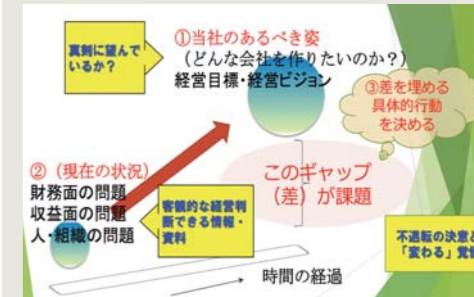 真剣に望んで
いるか？
①当社のあるべき姿
（どんな会社を作りたいのか？）
経営目標・経営ビジョン
③差を埋める
具体的行動
を決める
②（現在の状況）
財務面の問題
収益面の問題
人・組織の問題
客観的な経営判
断できる情報・
資料
このギャップ
（差）が課題
不退転の決意と
「変わる」覚悟
時間の経過